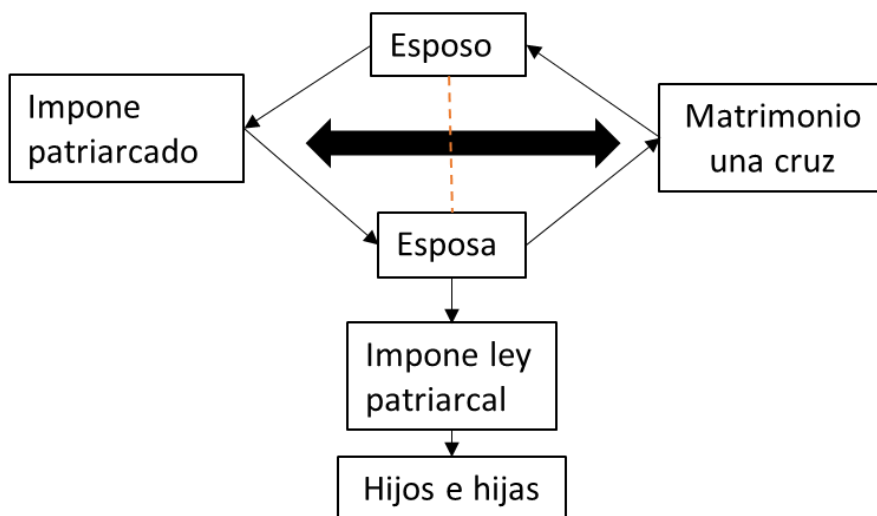 Esposo
Impone
patriarcado
Matrimonio
una cruz
Esposa
Impone ley
patriarcal
Hijos e hijas